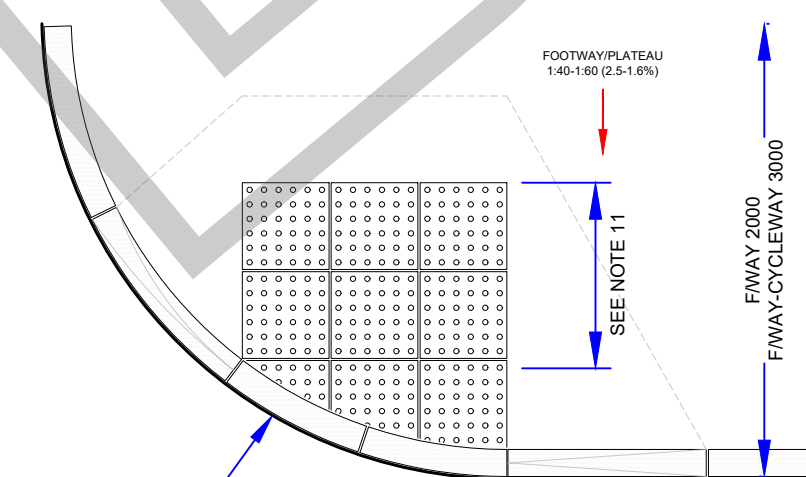 FOOTWAY/PLATEAU
1:40-1:60 (2.5-1.6%)
SEE NOTE 11
F/WAY 2000
F/WAY-CYCLEWAY 3000